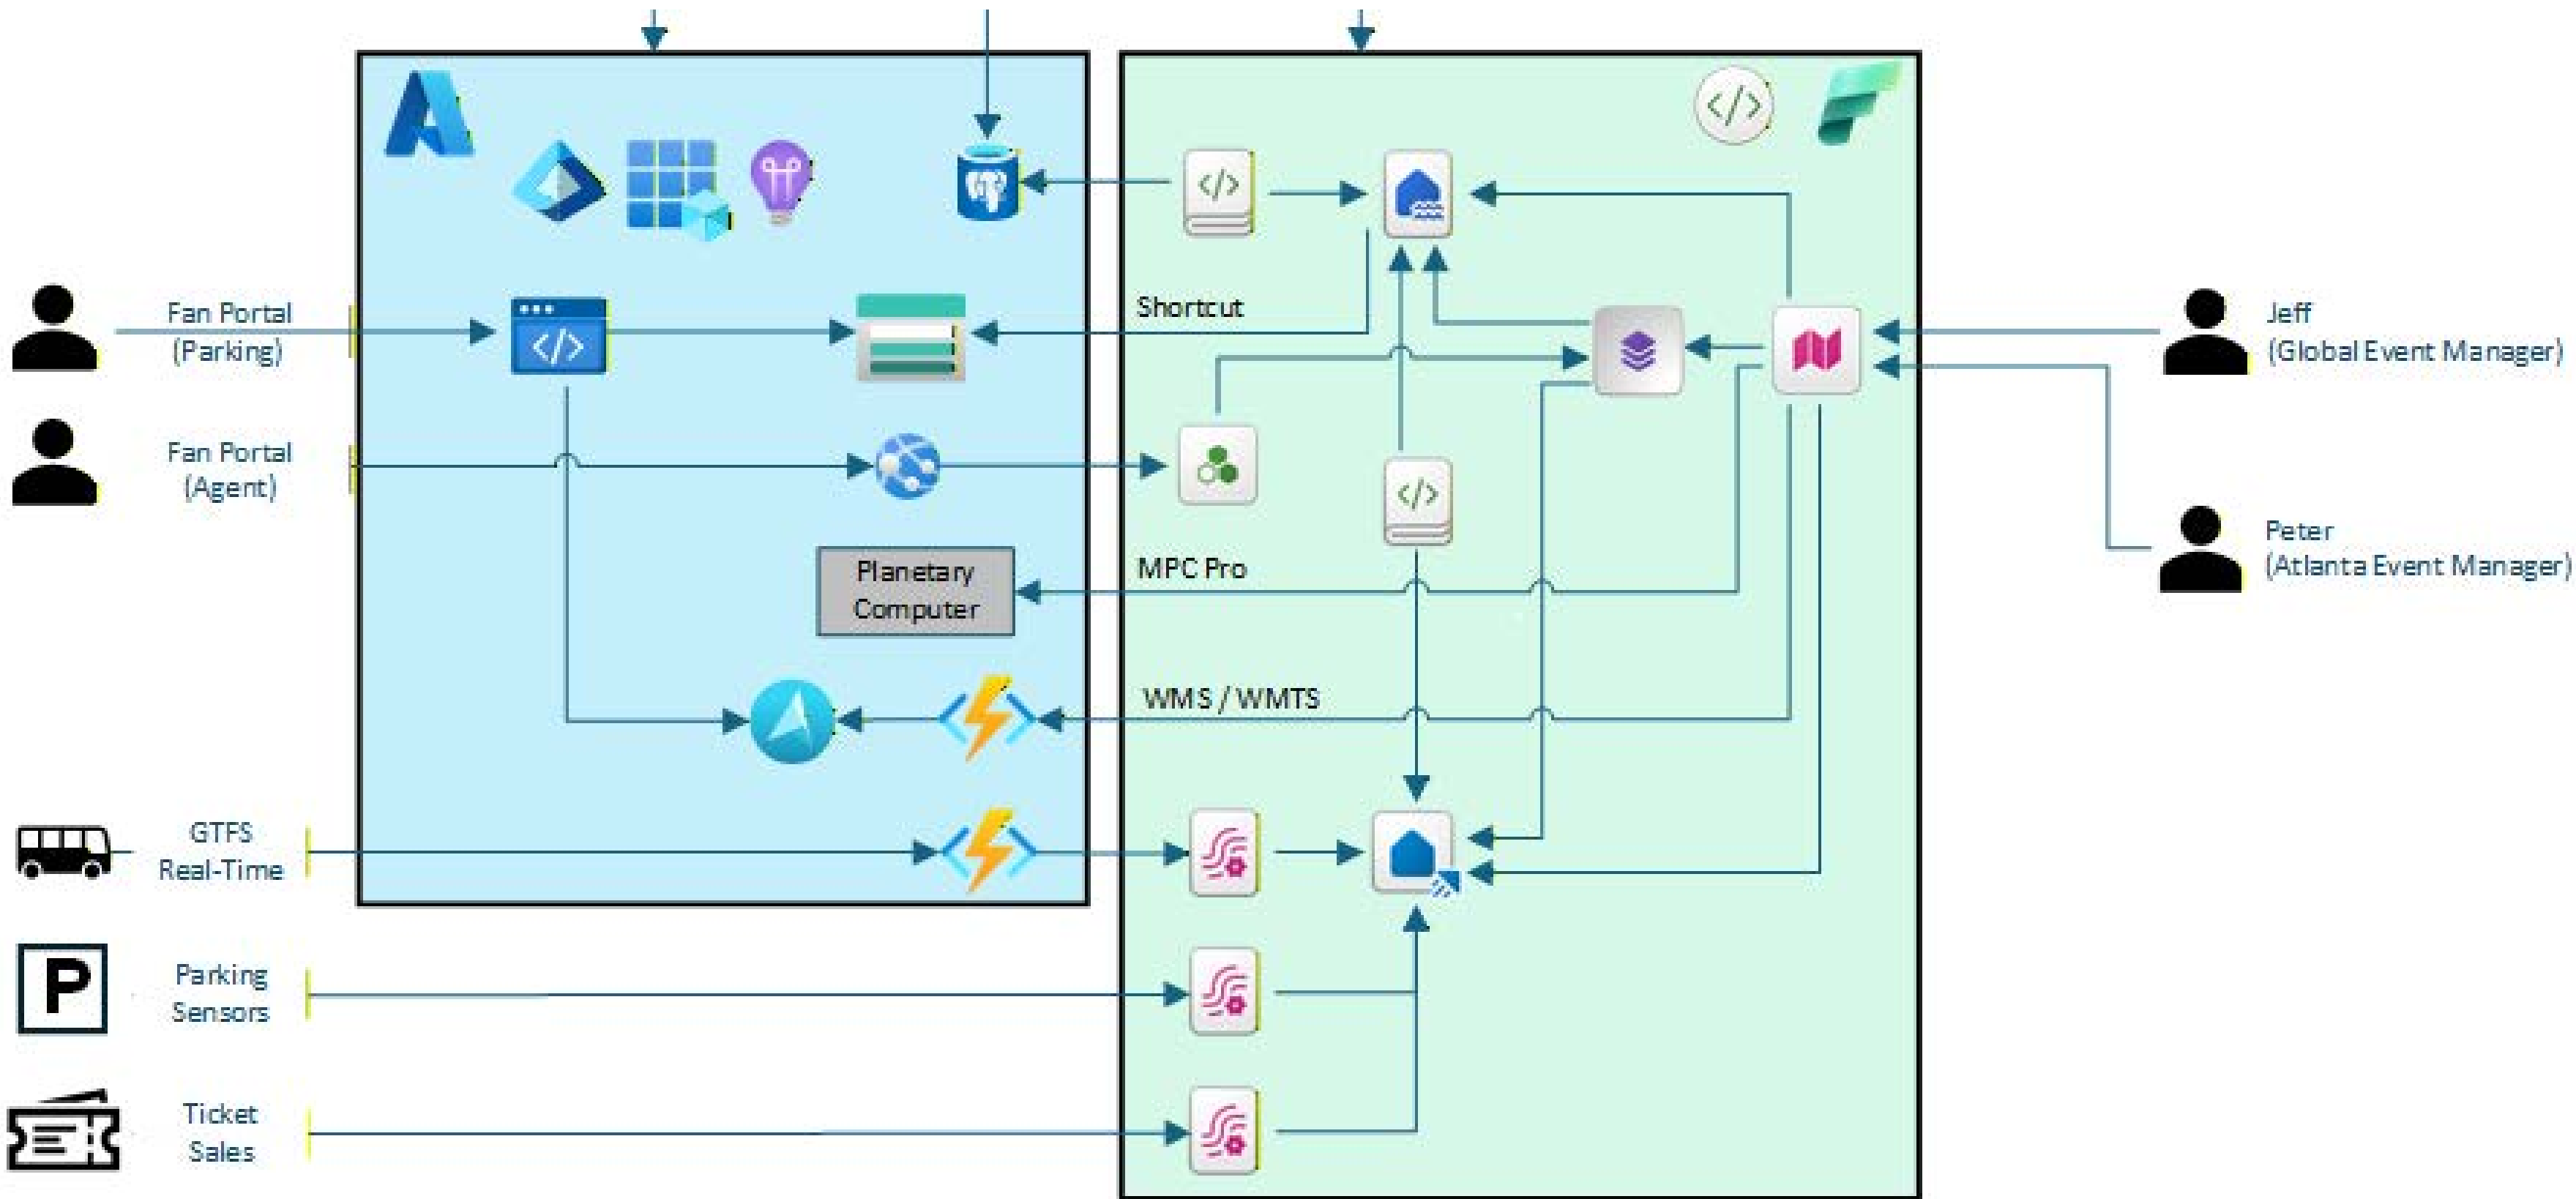 Fan Portal
(Parking)
Shortcut
Jeff
(Global Event Manager)
Fan Portal
(Agent)
Planetary
Computer
MPC Pro
Peter
(Atlanta Event Manager)
WMS / WMTS
GTFS
Real-Time
P
Parking
Sensors
Ticket
Sales